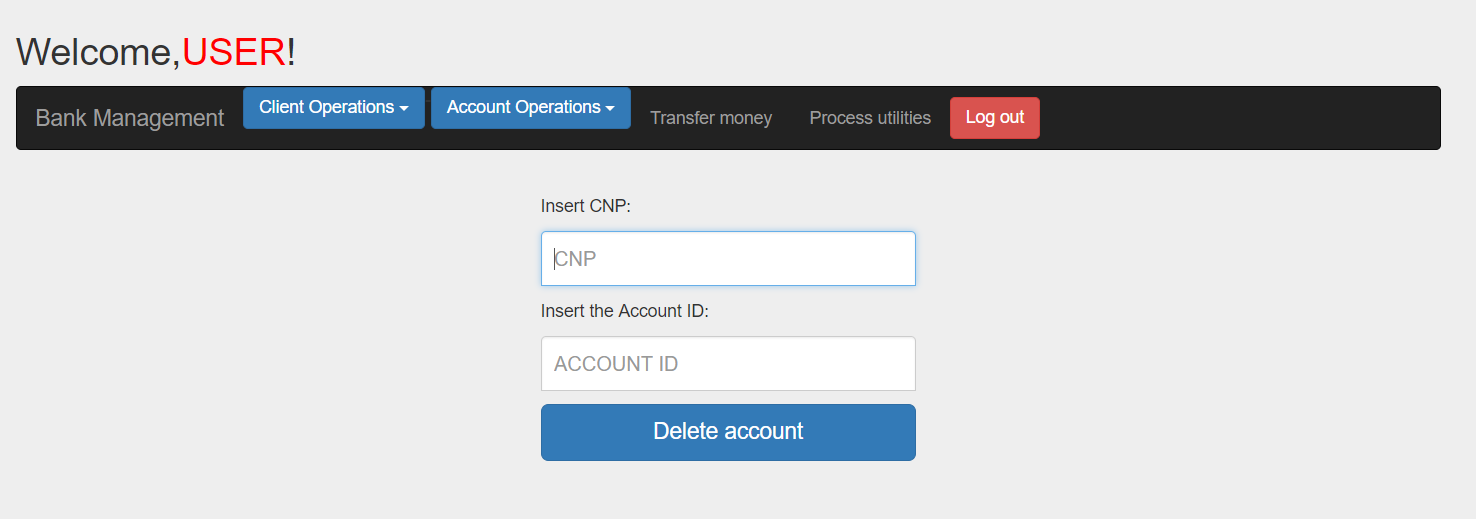 Welcome,USER!
Bank Management Client Operations Account Operations Transfer money Process utilities Log out
Insert CNP:
CNP
Insert the Account ID:
ACCOUNT ID
Delete account